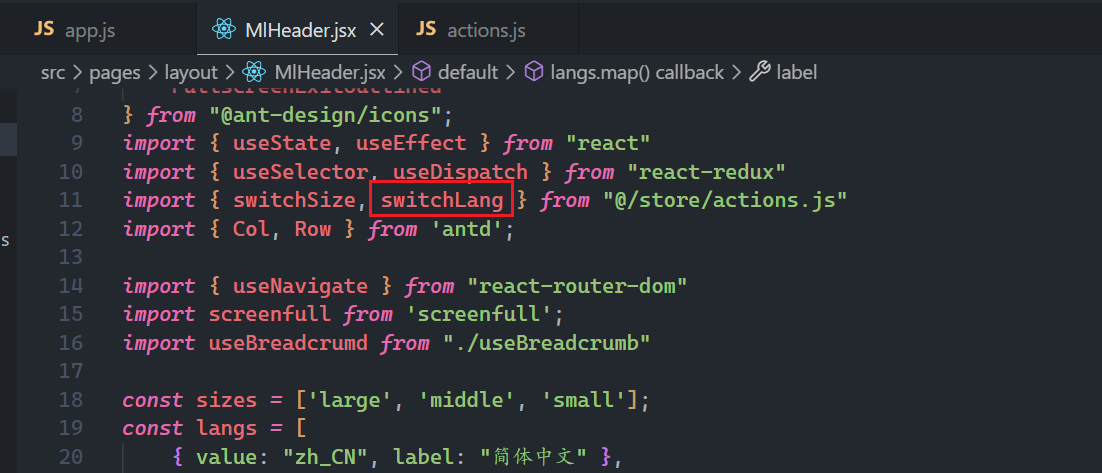 JS app.js MlHeader.jsx × JS actions.js
src > pages > layout > MlHeader.jsx > default > langs.map() callback > label
7 FullscreenExitOutlined
8 } from "@ant-design/icons";
9 import { useState, useEffect } from "react"
10 import { useSelector, useDispatch } from "react-redux"
11 import { switchSize, switchLang } from "@/store/actions.js"
12 import { Col, Row } from 'antd';
13
14 import { useNavigate } from "react-router-dom"
15 import screenfull from 'screenfull';
16 import useBreadcrumd from "./useBreadcrumb"
17
18 const sizes = ['large', 'middle', 'small'];
19 const langs = [
s
20 { value: "zh_CN", label: "简体中文" },